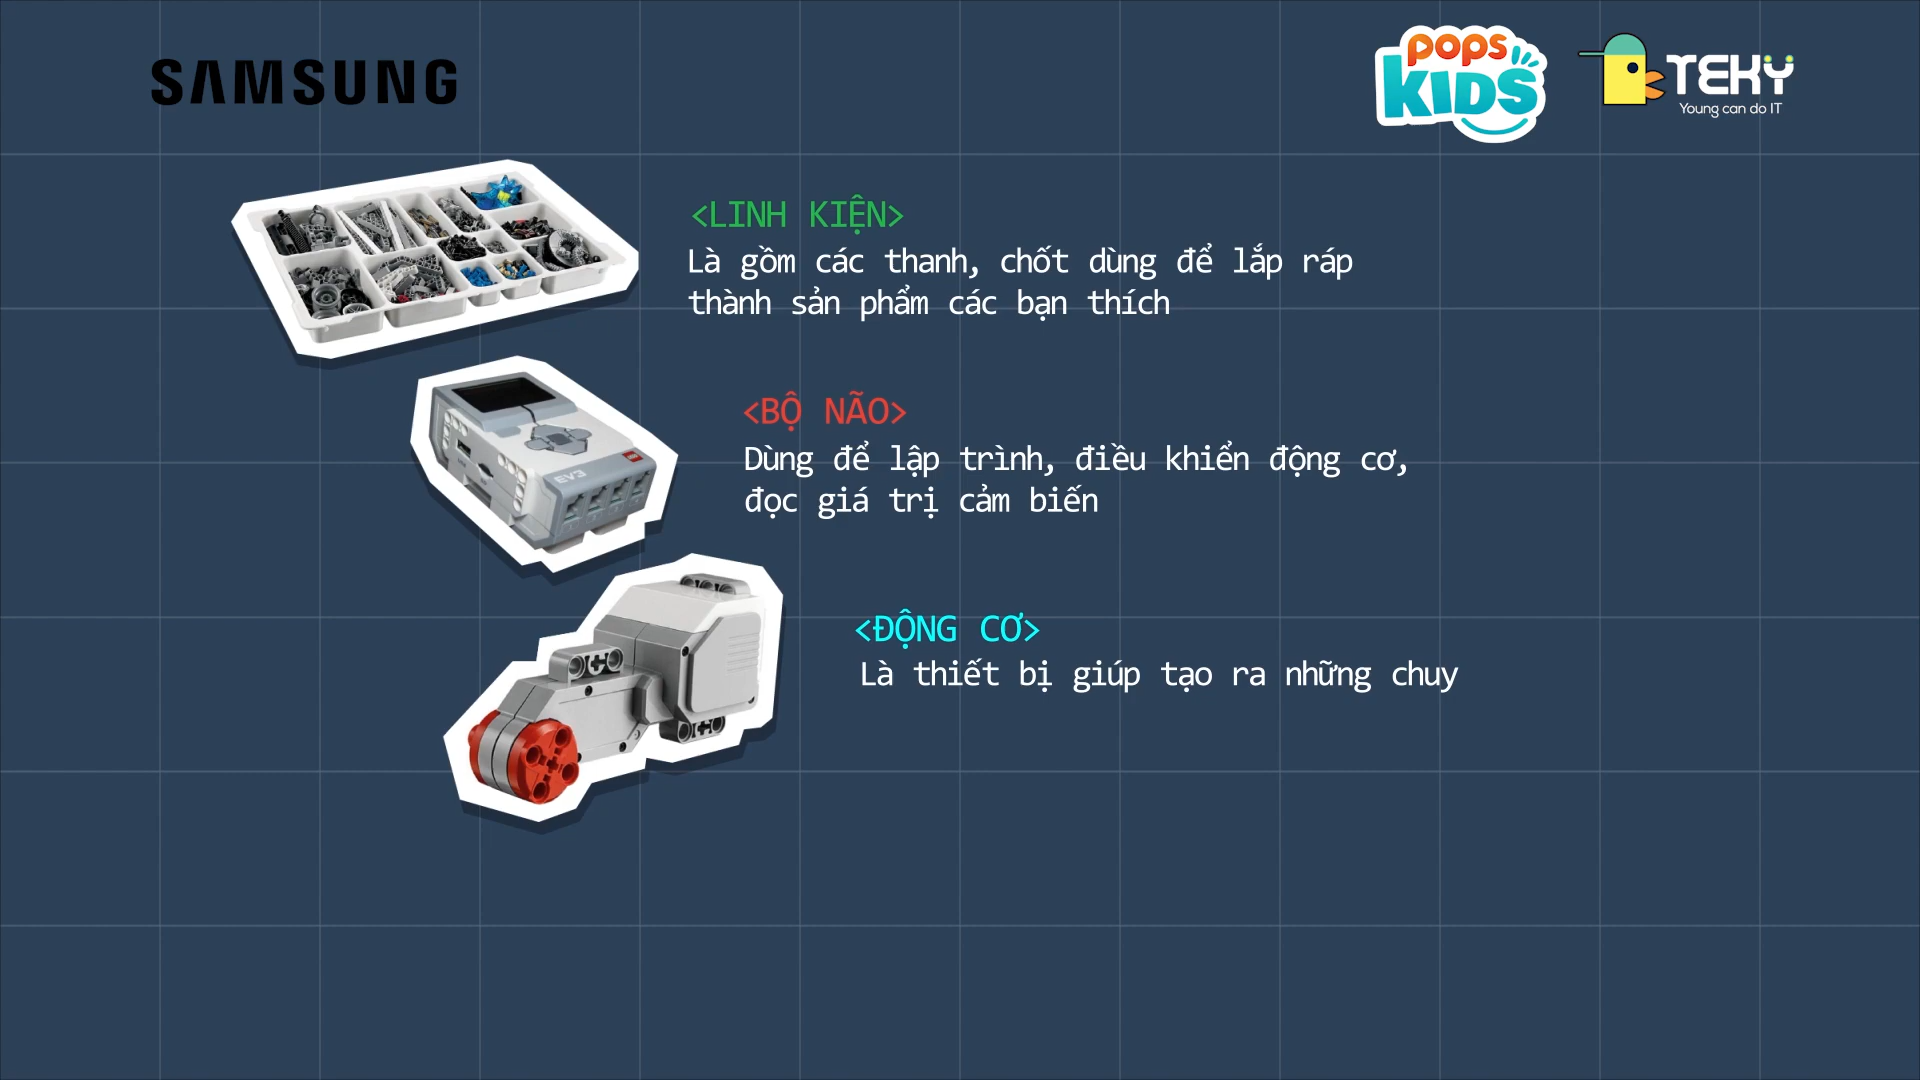 SAMSUNG
pops
KIDS
TEKY
Young can do IT
<LINH KIỆN>
Là gồm các thanh, chốt dùng để lắp ráp
thành sản phẩm các bạn thích
<BỘ NÃO>
Dùng để lập trình, điều khiển động cơ,
đọc giá trị cảm biến
EV3
<ĐỘNG CƠ>
Là thiết bị giúp tạo ra những chuy